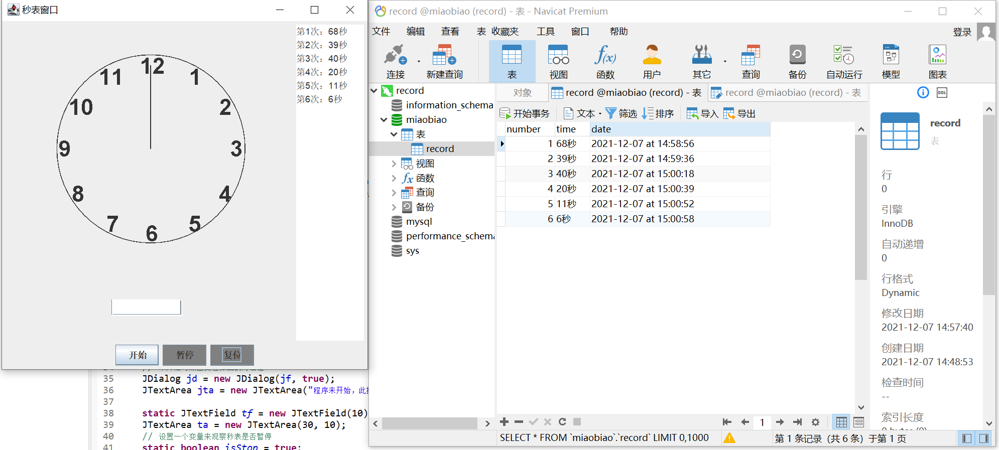 秒表窗口
12
1
2
3
4
5
6
7
8
9
10
11
第1次：68秒
第2次：39秒
第3次：40秒
第4次：20秒
第5次：11秒
第6次：6秒
开始 暂停 复位
35 JDialog jd = new JDialog(jf, true);
36 JTextArea jta = new JTextArea("程序未开始，此
37
38 static JTextField tf = new JTextField(10)
39 JTextArea ta = new JTextArea(30, 10);
40 // 设置一个变量来观察秒表是否暂停
41 static boolean isStop = true;
record @miaobiao (record) - 表 - Navicat Premium
文件 编辑 查看 表 收藏夹 工具 窗口 帮助 登录
连接 新建查询 表 视图 函数 用户 其它 查询 备份 自动运行 模型 图表
record
information_schema
miaobiao
表
record
视图
函数
查询
备份
mysql
performance_schema
sys
对象 record @miaobiao (record) - 表 record @miaobiao (record) - 表
开始事务 文本 筛选 排序 导入 导出
number time date
1 68秒 2021-12-07 at 14:58:56
2 39秒 2021-12-07 at 14:59:36
3 40秒 2021-12-07 at 15:00:18
4 20秒 2021-12-07 at 15:00:39
5 11秒 2021-12-07 at 15:00:52
6 6秒 2021-12-07 at 15:00:58
1
SELECT * FROM `miaobiao`.`record` LIMIT 0,1000
第 1 条记录 (共 6 条) 于第 1 页
DDL
record
表
行
0
引擎
InnoDB
自动递增
0
行格式
Dynamic
修改日期
2021-12-07 14:57:40
创建日期
2021-12-07 14:48:53
检查时间
--
索引长度